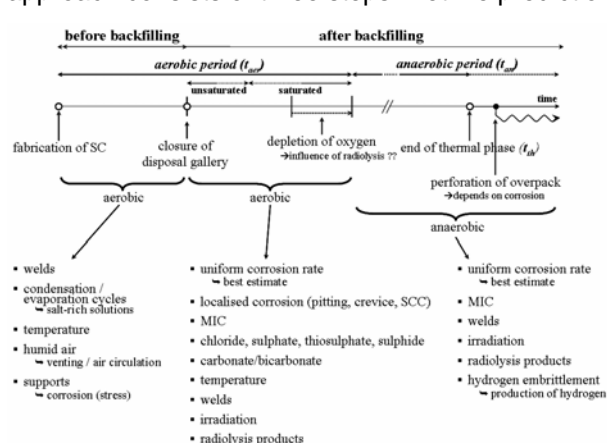 before backfilling
after backfilling
aerobic period (t_aer)
anaerobic period (t_an)
unsaturated
saturated
time
fabrication of SC
closure of
disposal gallery
depletion of oxygen
→influence of radiolysis ??
end of thermal phase (t_th)
perforation of overpack
→depends on corrosion
aerobic
aerobic
anaerobic
▪ welds
▪ condensation /
evaporation cycles
↳ salt-rich solutions
▪ temperature
▪ humid air
↳ venting / air circulation
▪ supports
↳ corrosion (stress)
▪ uniform corrosion rate
↳ best estimate
▪ localised corrosion (pitting, crevice, SCC)
▪ MIC
▪ chloride, sulphate, thiosulphate, sulphide
▪ carbonate/bicarbonate
▪ temperature
▪ welds
▪ irradiation
▪ radiolysis products
▪ uniform corrosion rate
↳ best estimate
▪ MIC
▪ welds
▪ irradiation
▪ radiolysis products
▪ hydrogen embrittlement
↳ production of hydrogen